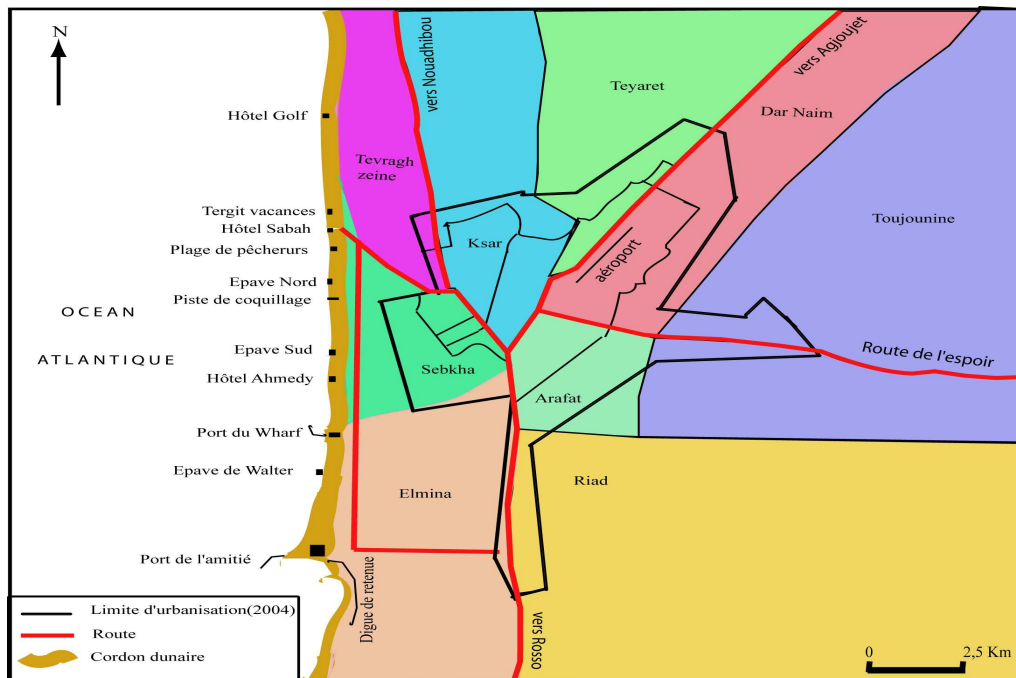 N
vers Nouadhibou
Teyaret
vers Agjoujet
Dar Naim
Hôtel Golf
Tevragh
zeine
Toujounine
Tergit vacances
Hôtel Sabah
Ksar
Plage de pêcherurs
aéroport
Epave Nord
Piste de coquillage
OCEAN
ATLANTIQUE
Epave Sud
Route de l'espoir
Sebkha
Hôtel Ahmedy
Arafat
Port du Wharf
Epave de Walter
Elmina
Riad
Port de l'amitié
Digue de retenue
vers Rosso
Limite d'urbanisation(2004)
Route
Cordon dunaire
0 2,5 Km